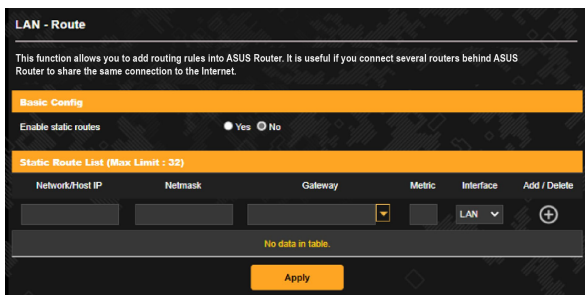 LAN - Route
This function allows you to add routing rules into ASUS Router. It is useful if you connect several routers behind ASUS
Router to share the same connection to the Internet.
Basic Config
Enable static routes Yes No
Static Route List (Max Limit : 32)
Network/Host IP Netmask Gateway Metric Interface Add / Delete
LAN
No data in table.
Apply